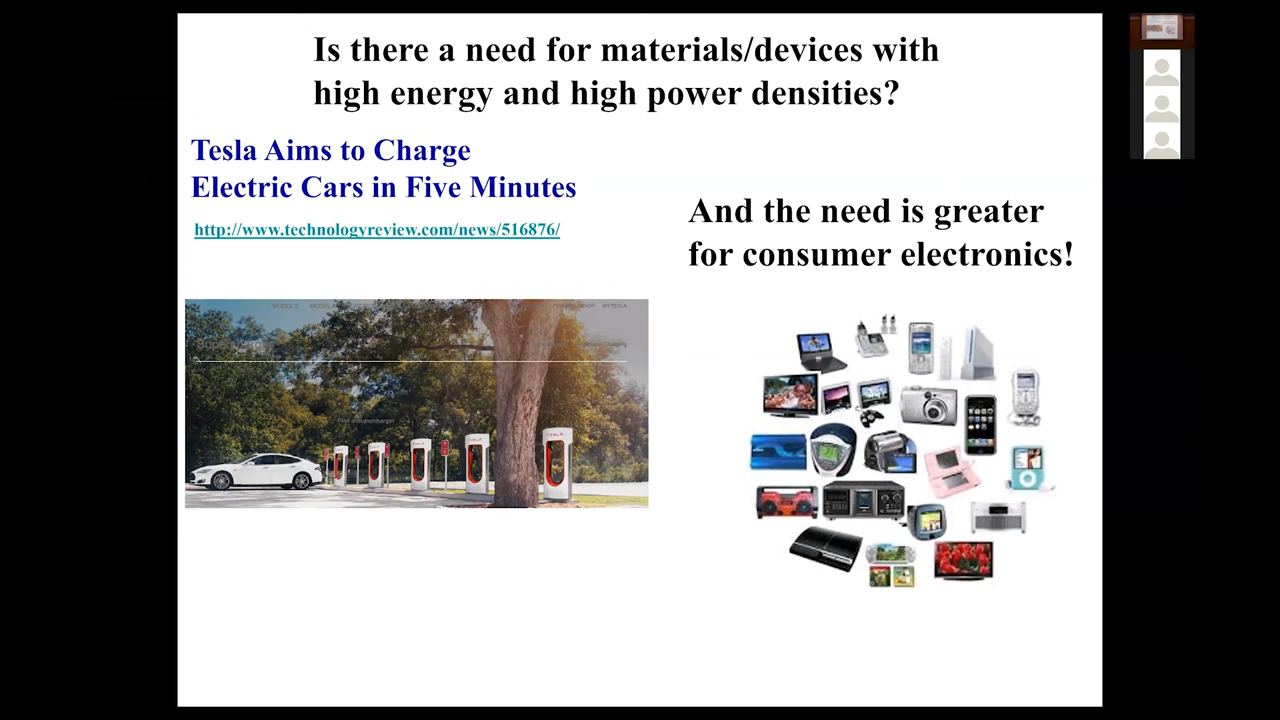 Is there a need for materials/devices with
high energy and high power densities?
Tesla Aims to Charge
Electric Cars in Five Minutes
http://www.technologyreview.com/news/516876/
And the need is greater
for consumer electronics!